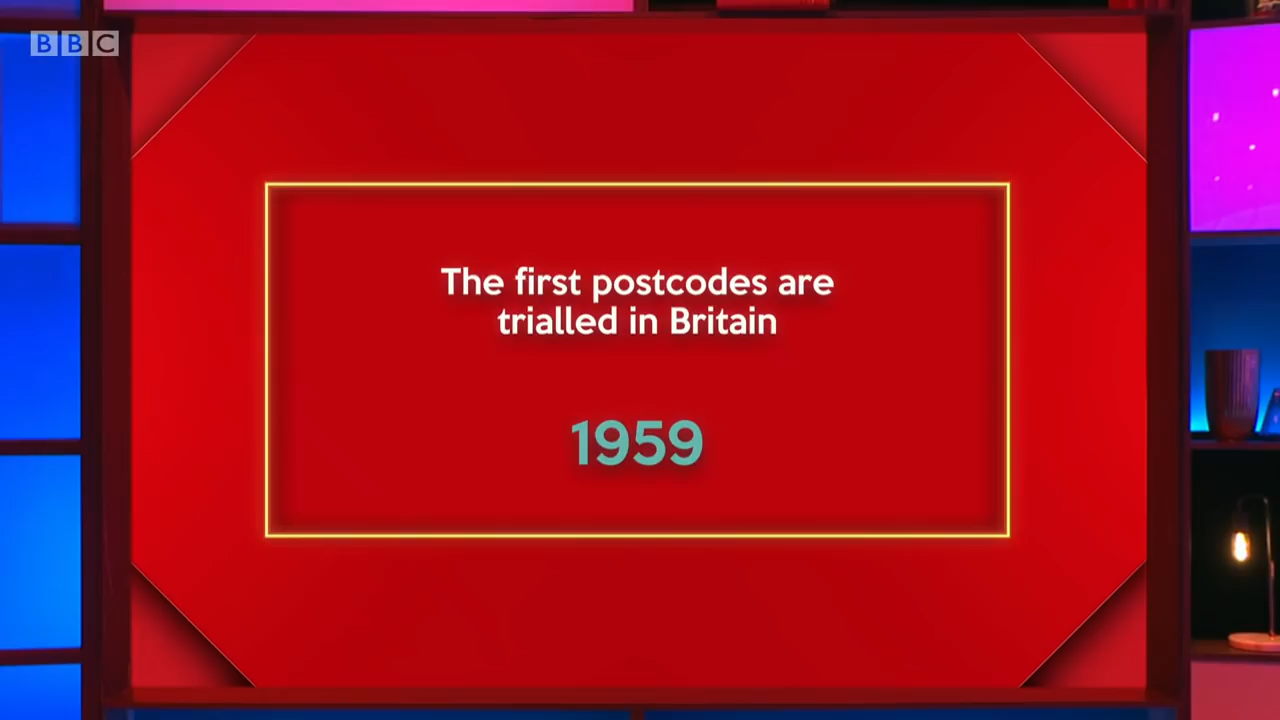 BBC
The first postcodes are
trialled in Britain
1959